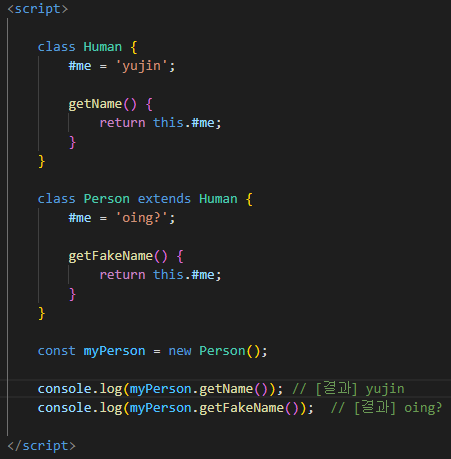 <script>
class Human {
#me = 'yujin';
getName() {
return this.#me;
}
}
class Person extends Human {
#me = 'oing?';
getFakeName() {
return this.#me;
}
}
const myPerson = new Person();
console.log(myPerson.getName()); // [결과] yujin
console.log(myPerson.getFakeName());  // [결과] oing?
</script>